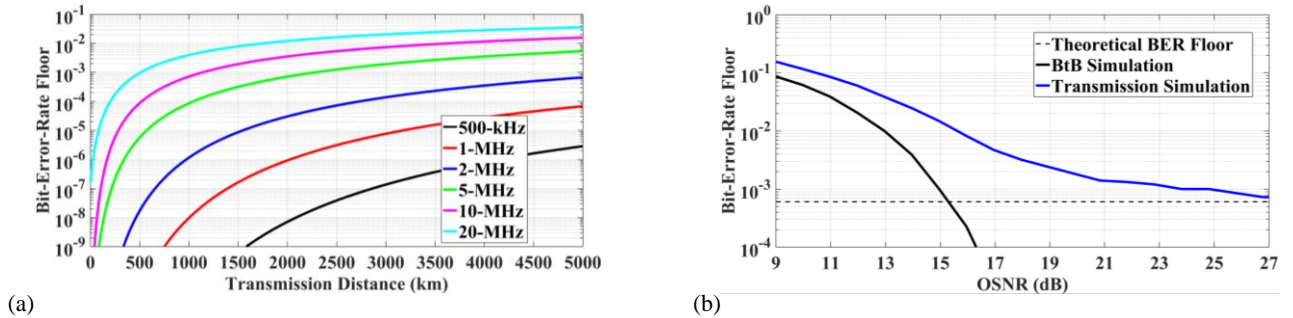 10^0
10^-1
10^-2
10^-3
10^-4
10^-5
10^-6
10^-7
10^-8
10^-9
Bit-Error-Rate Floor
0 500 1000 1500 2000 2500 3000 3500 4000 4500 5000
Transmission Distance (km)
500-kHz
1-MHz
2-MHz
5-MHz
10-MHz
20-MHz
(a)
10^0
10^-1
10^-2
10^-3
10^-4
Bit-Error-Rate Floor
9 11 13 15 17 19 21 23 25 27
OSNR (dB)
Theoretical BER Floor
BtB Simulation
Transmission Simulation
(b)